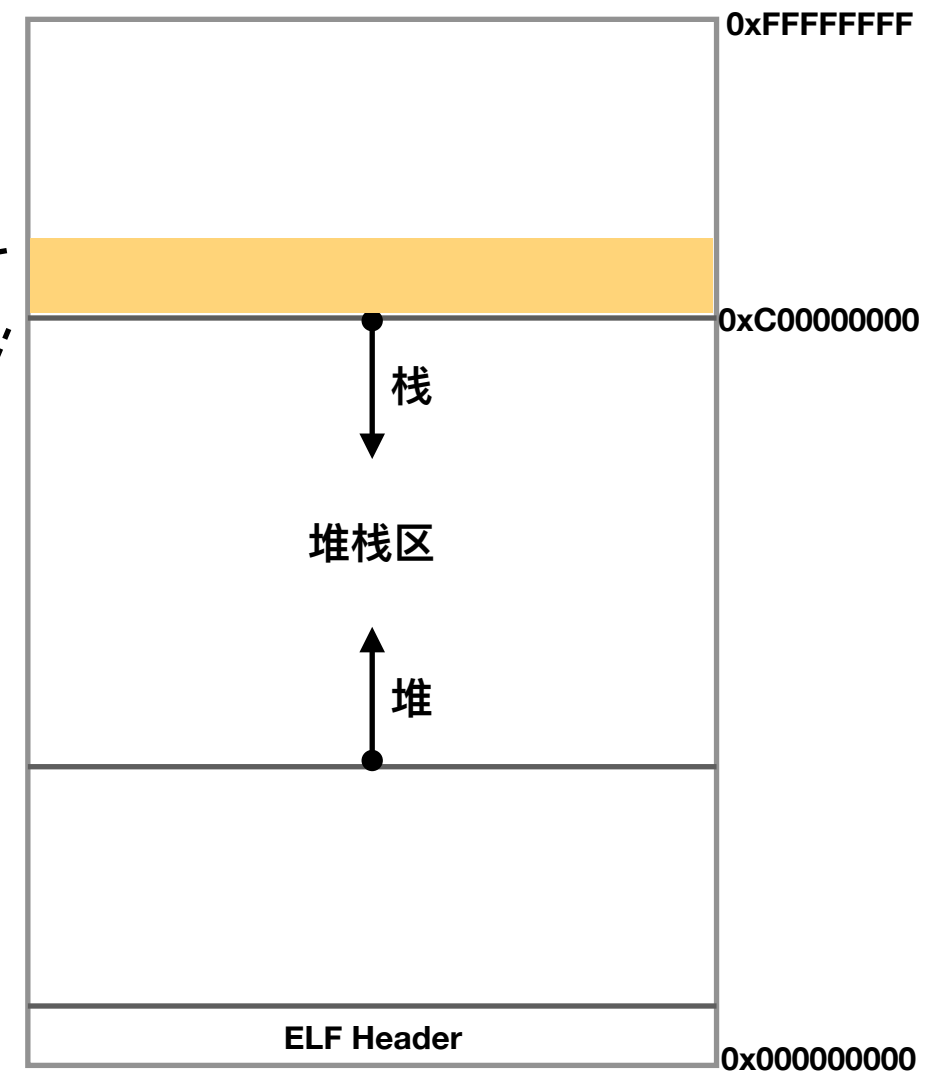 0xFFFFFFFF
0xC00000000
栈
堆栈区
堆
ELF Header
0x000000000